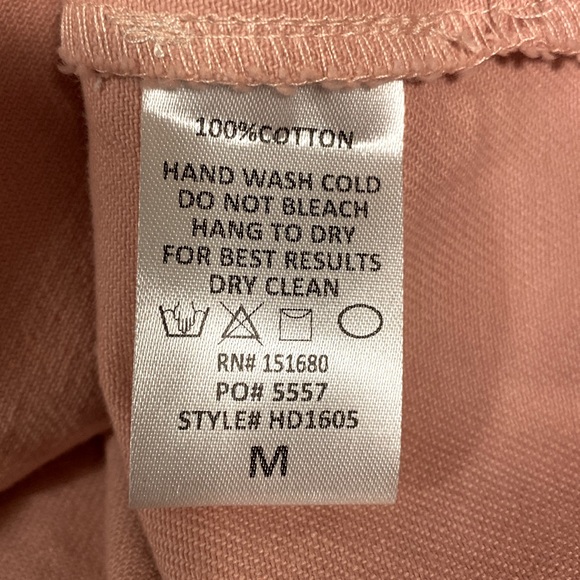 100%COTTON
HAND WASH COLD
DO NOT BLEACH
HANG TO DRY
FOR BEST RESULTS
DRY CLEAN
RN# 151680
PO# 5557
STYLE# HD1605
M